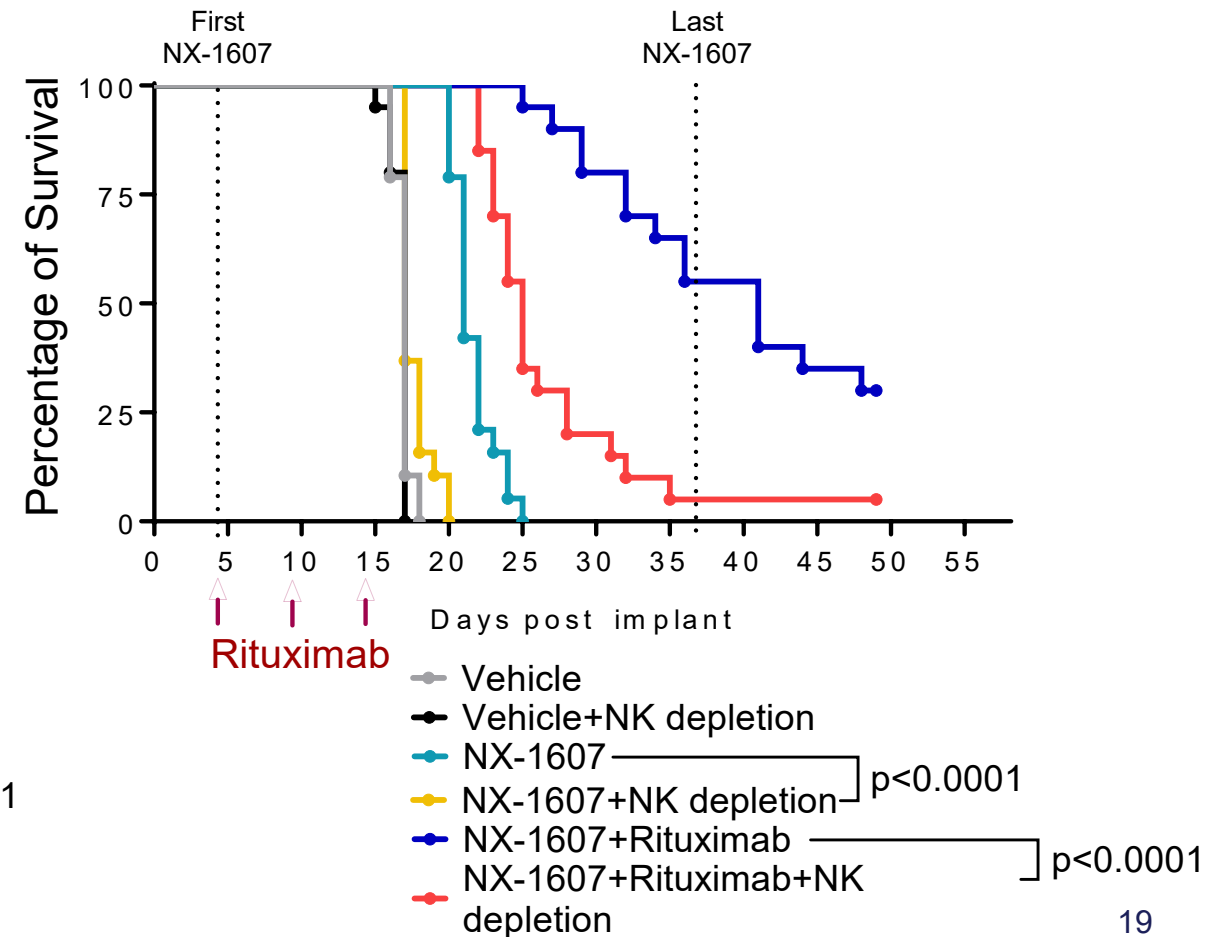 First
NX-1607
Last
NX-1607
Percentage of Survival
100
75
50
25
0
0 5 10 15 20 25 30 35 40 45 50 55
Days post implant
Rituximab
Vehicle
Vehicle+NK depletion
NX-1607
p<0.0001
1
NX-1607+NK depletion
NX-1607+Rituximab
p<0.0001
NX-1607+Rituximab+NK
depletion
19